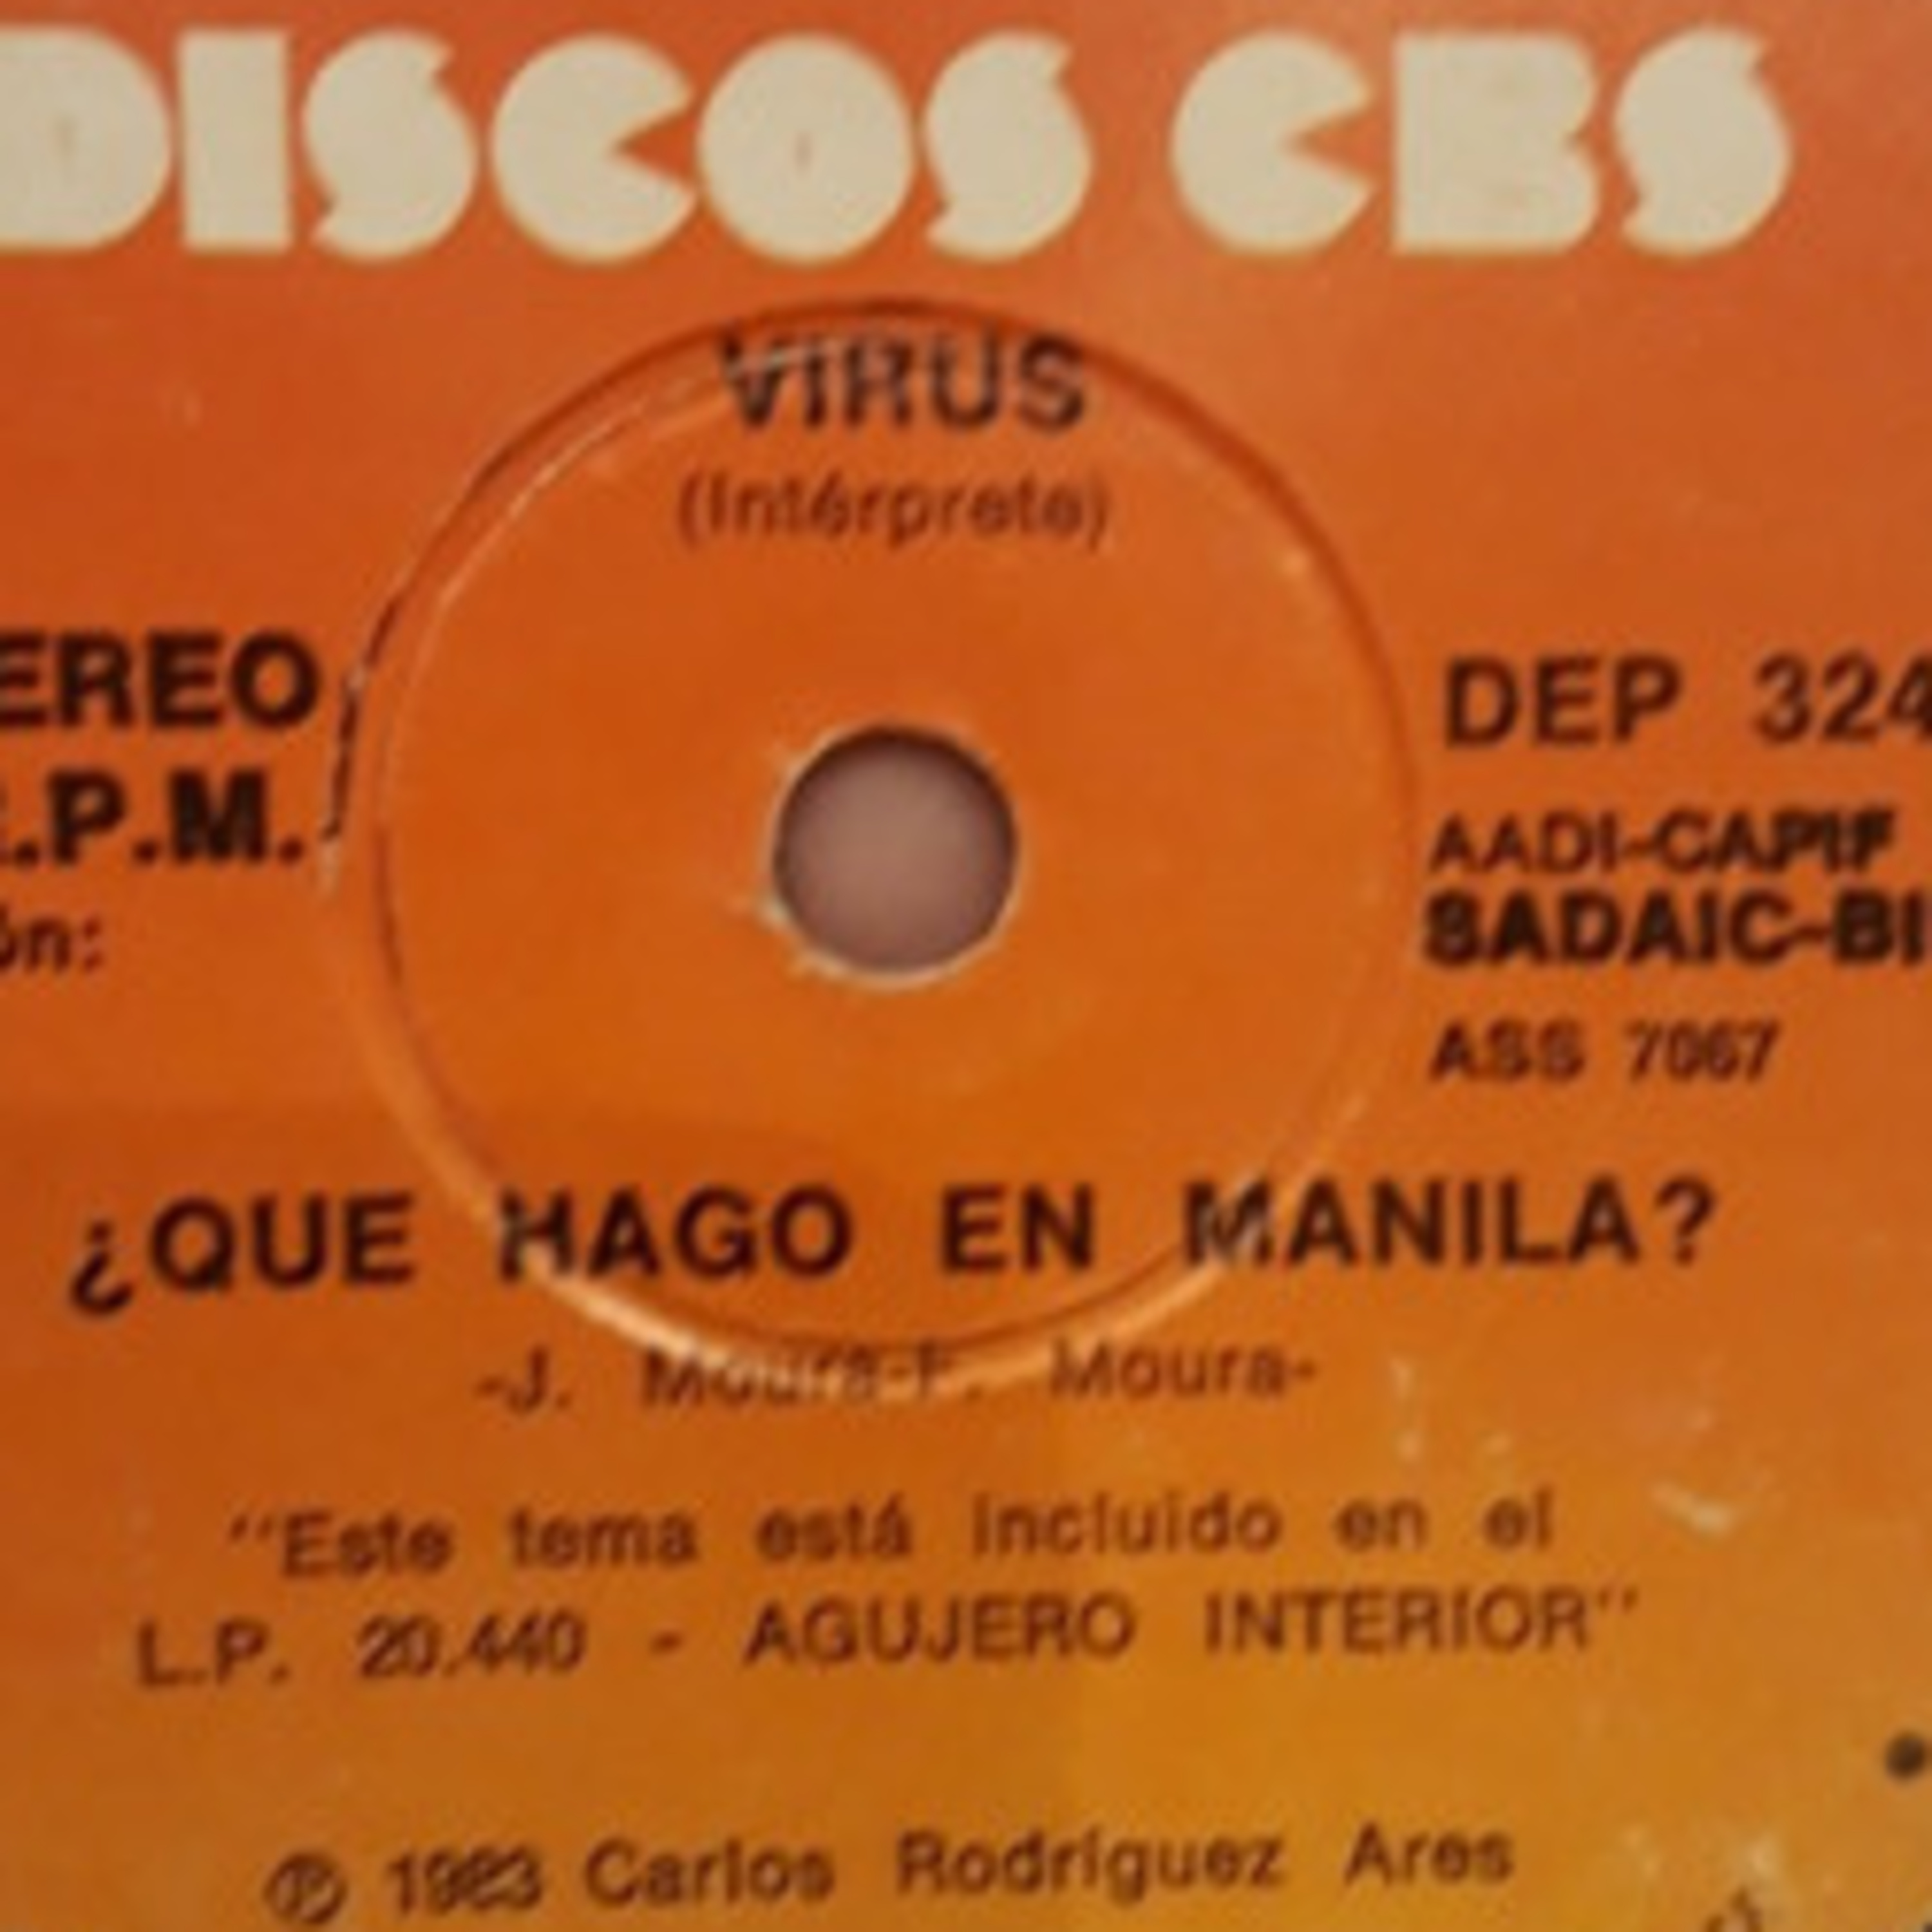 DISCOS CBS
VIRUS
(Intérprete)
EREO
R.P.M.
ón:
DEP 324
AADI-CAPIF
SADAIC-BI
ASS 7067
¿QUE HAGO EN MANILA?
-J. Moura-F. Moura-
"Este tema está incluido en el
L.P. 20.440 - AGUJERO INTERIOR"
℗ 1983 Carlos Rodríguez Ares